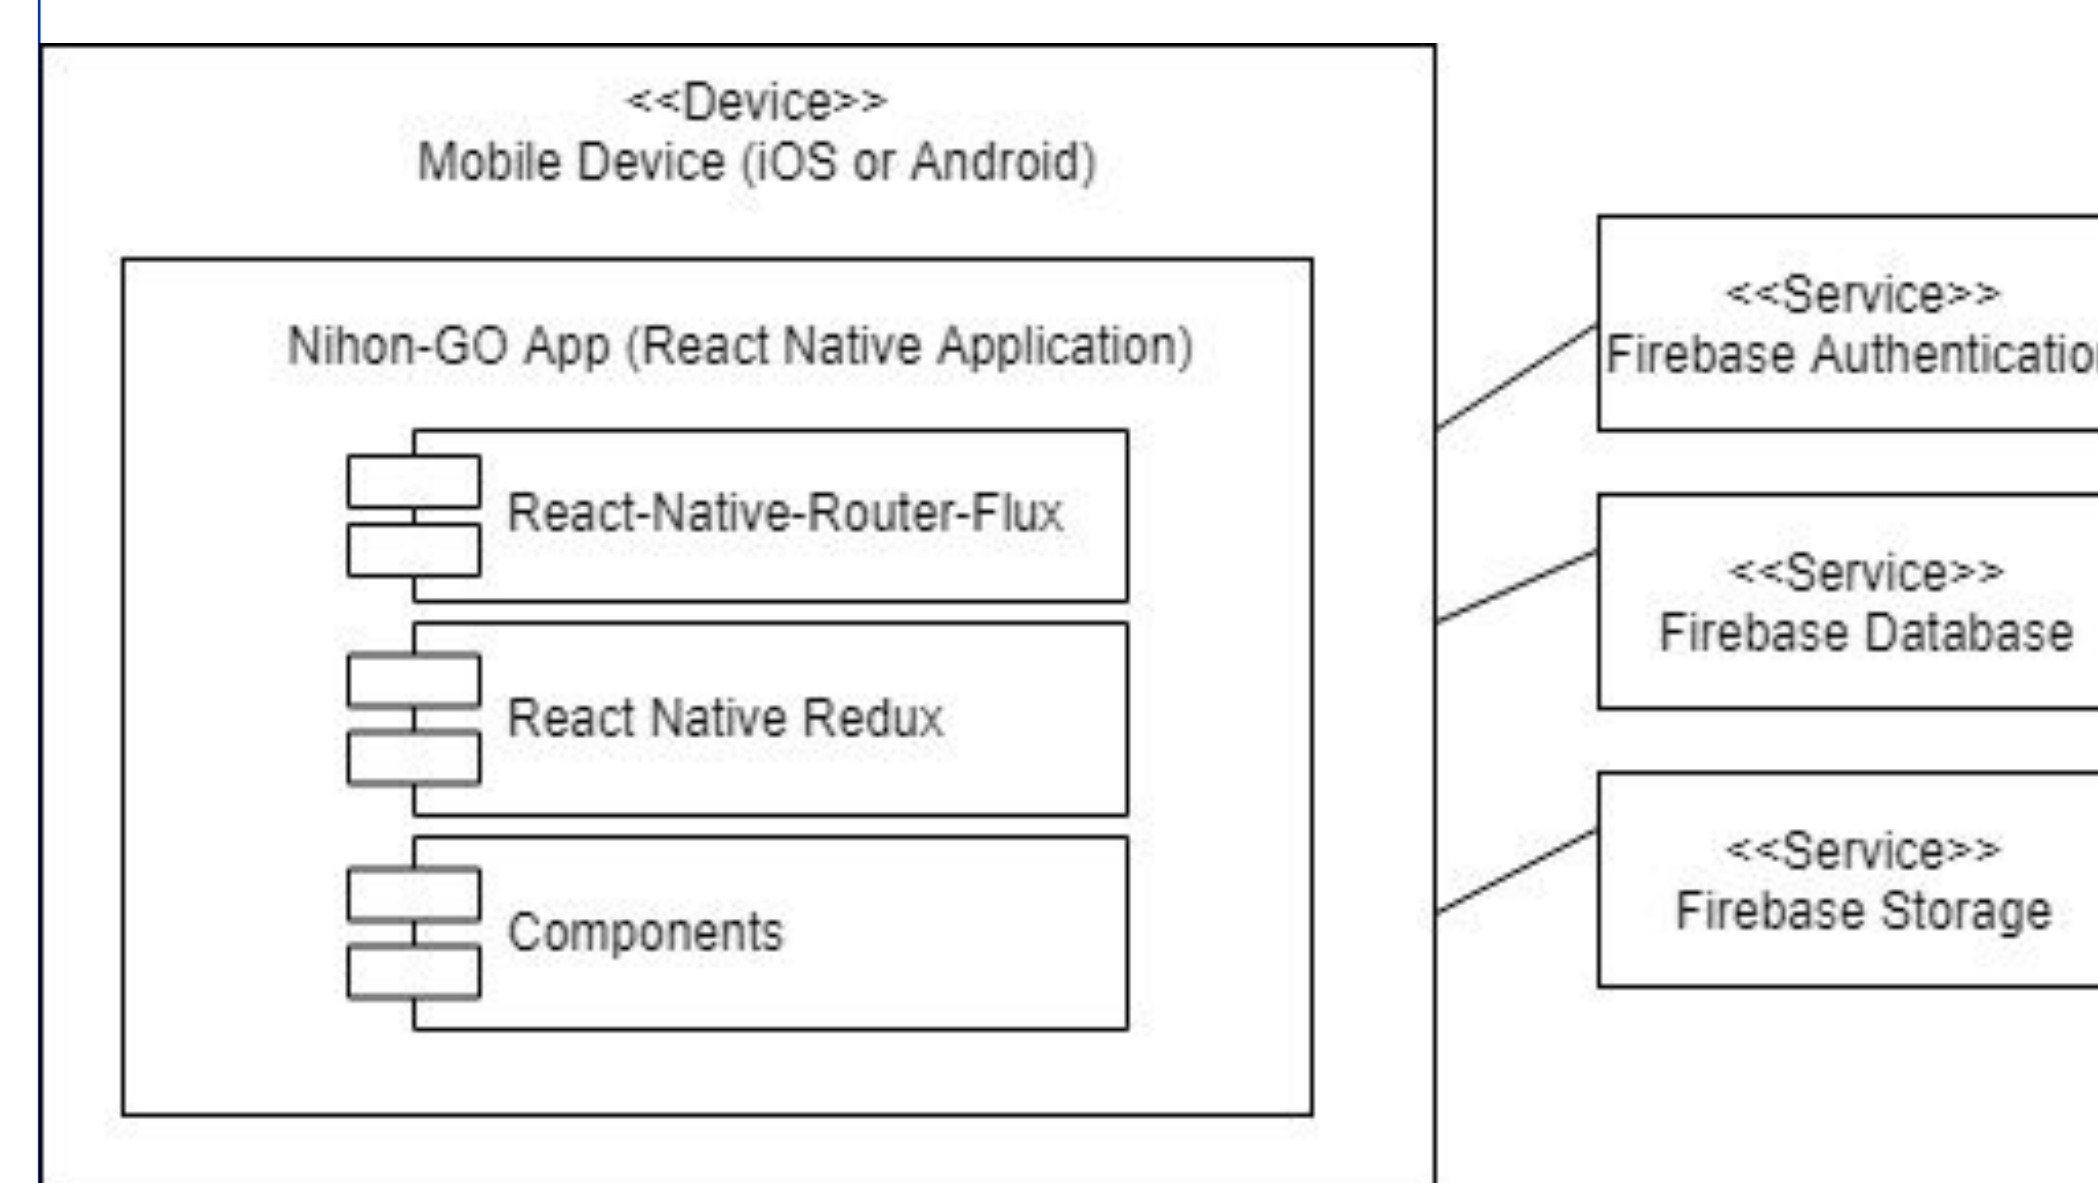 <<Device>>
Mobile Device (iOS or Android)
Nihon-GO App (React Native Application)
React-Native-Router-Flux
React Native Redux
Components
<<Service>>
Firebase Authentication
<<Service>>
Firebase Database
<<Service>>
Firebase Storage